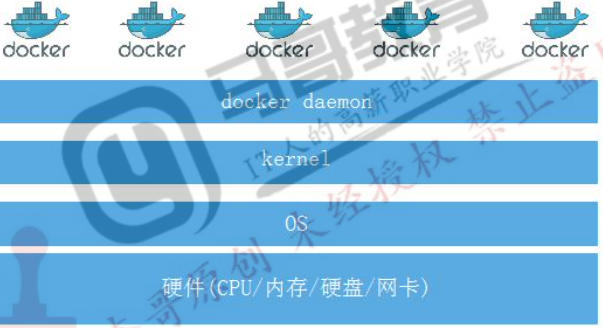 docker docker docker docker docker
docker daemon
kernel
OS
硬件(CPU/内存/硬盘/网卡)
马哥教育
IT人的高薪职业学院
马哥原创 未经授权 禁止盗